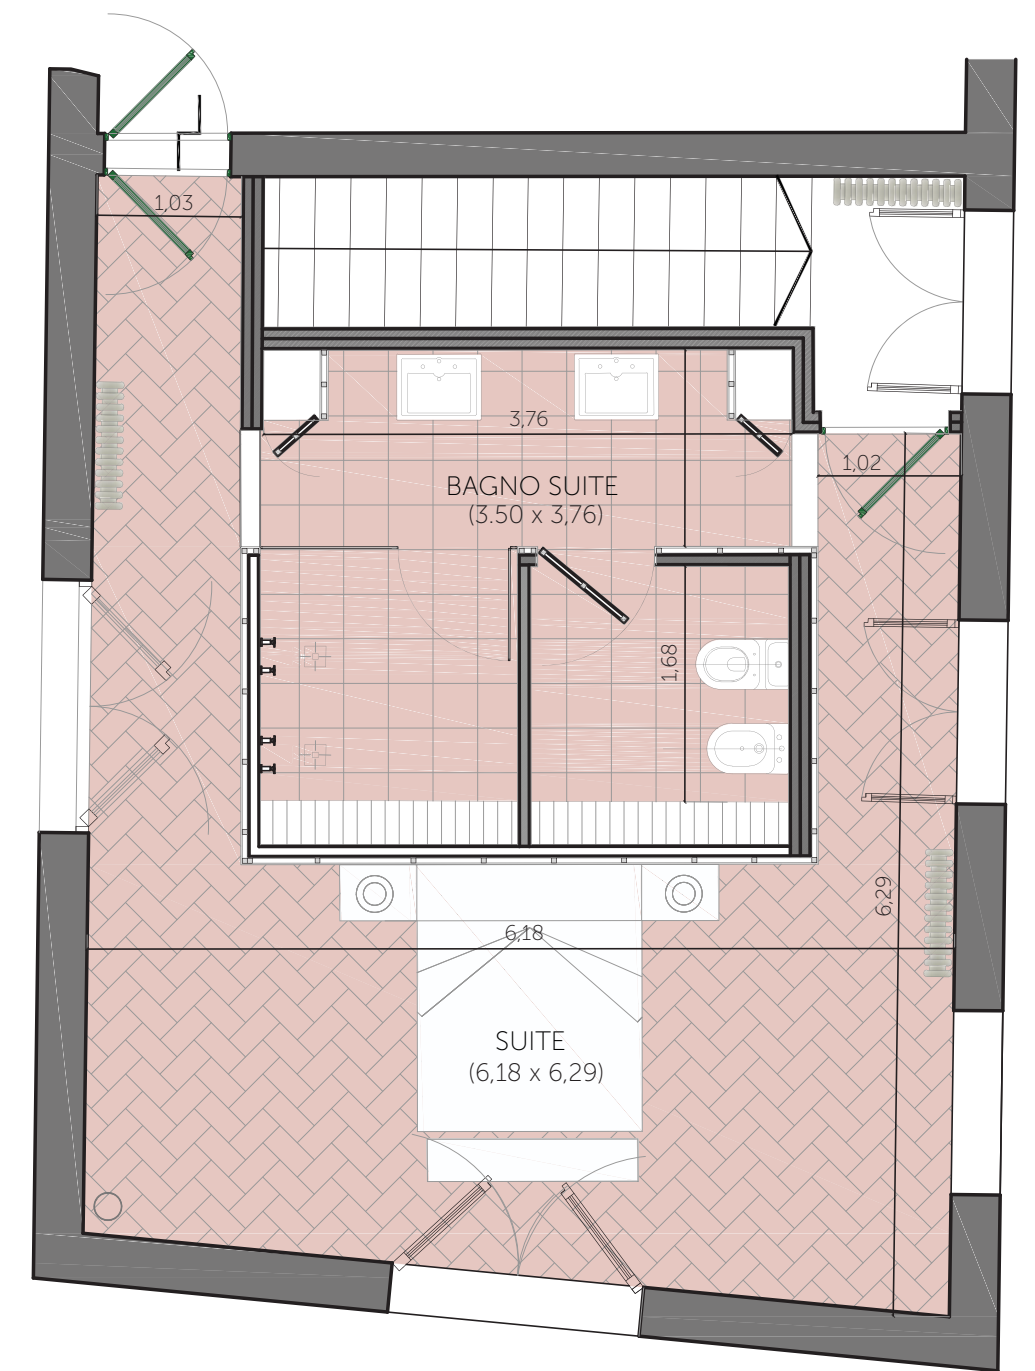 1,03
3,76
1,02
BAGNO SUITE
(3.50 x 3,76)
1,68
6,29
6,18
SUITE
(6,18 x 6,29)